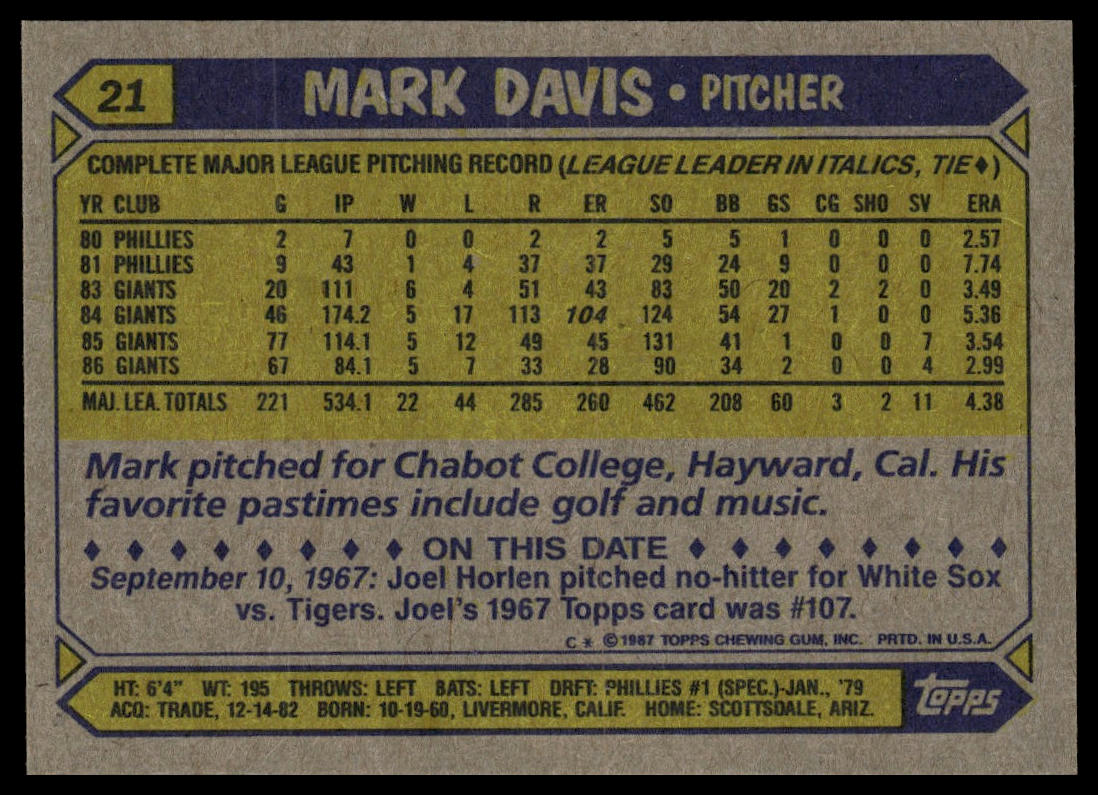 21 MARK DAVIS • PITCHER
COMPLETE MAJOR LEAGUE PITCHING RECORD (LEAGUE LEADER IN ITALICS, TIE♦)
YR CLUB G IP W L R ER SO BB GS CG SHO SV ERA
80 PHILLIES 2 7 0 0 2 2 5 5 1 0 0 0 2.57
81 PHILLIES 9 43 1 4 37 37 29 24 9 0 0 0 7.74
83 GIANTS 20 111 6 4 51 43 83 50 20 2 2 0 3.49
84 GIANTS 46 174.2 5 17 113 104 124 54 27 1 0 0 5.36
85 GIANTS 77 114.1 5 12 49 45 131 41 1 0 0 7 3.54
86 GIANTS 67 84.1 5 7 33 28 90 34 2 0 0 4 2.99
MAJ. LEA. TOTALS 221 534.1 22 44 285 260 462 208 60 3 2 11 4.38
Mark pitched for Chabot College, Hayward, Cal. His
favorite pastimes include golf and music.
♦ ♦ ♦ ♦ ♦ ♦ ♦ ♦ ON THIS DATE ♦ ♦ ♦ ♦ ♦ ♦ ♦ ♦
September 10, 1967: Joel Horlen pitched no-hitter for White Sox
vs. Tigers. Joel's 1967 Topps card was #107.
C * ©1987 TOPPS CHEWING GUM, INC. PRTD. IN U.S.A.
HT: 6'4" WT: 195 THROWS: LEFT BATS: LEFT DRFT: PHILLIES #1 (SPEC.)-JAN., '79
ACQ: TRADE, 12-14-82 BORN: 10-19-60, LIVERMORE, CALIF. HOME: SCOTTSDALE, ARIZ.
TOPPS